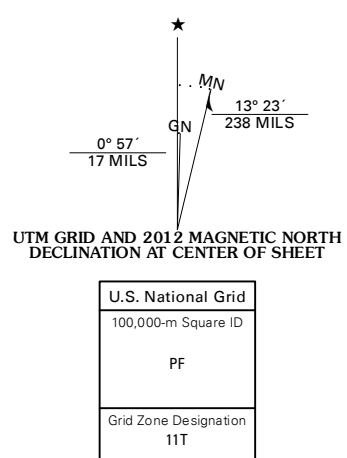 ★
MN
13° 23´
238 MILS
GN
0° 57´
17 MILS
UTM GRID AND 2012 MAGNETIC NORTH
DECLINATION AT CENTER OF SHEET
U.S. National Grid
100,000-m Square ID
PF
Grid Zone Designation
11T